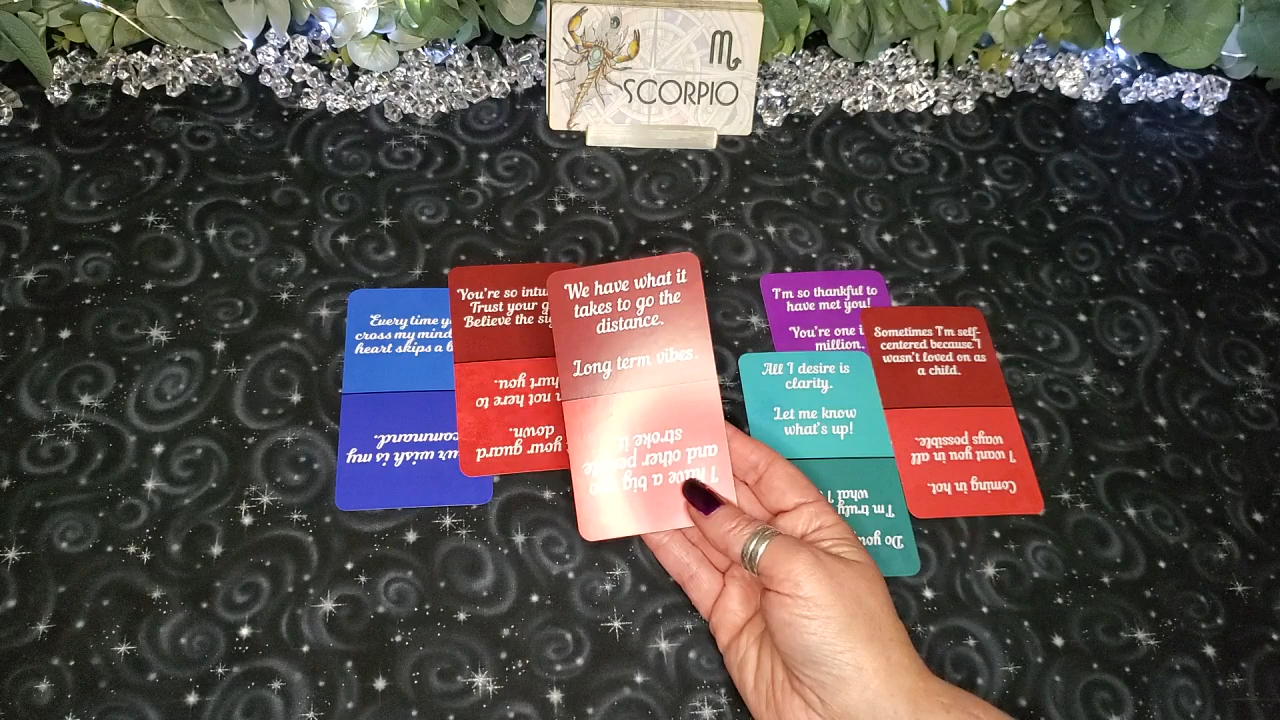 ♏
SCORPIO
Every time
cross my mind
heart skips a
wish is my
command.
You're so
Trust your
Believe the
your guard
down.
not here to
hurt you.
We have what it
takes to go the
distance.
Long term vibes.
I have a big
and other people
stroke it
I'm so thankful to
have met you!
You're one
million.
All I desire is
clarity.
Let me know
what's up!
Do
I'm truly
what
Sometimes I'm self-
centered because I
wasn't loved on as
a child.
Coming in hot.
I want you in all
ways possible.